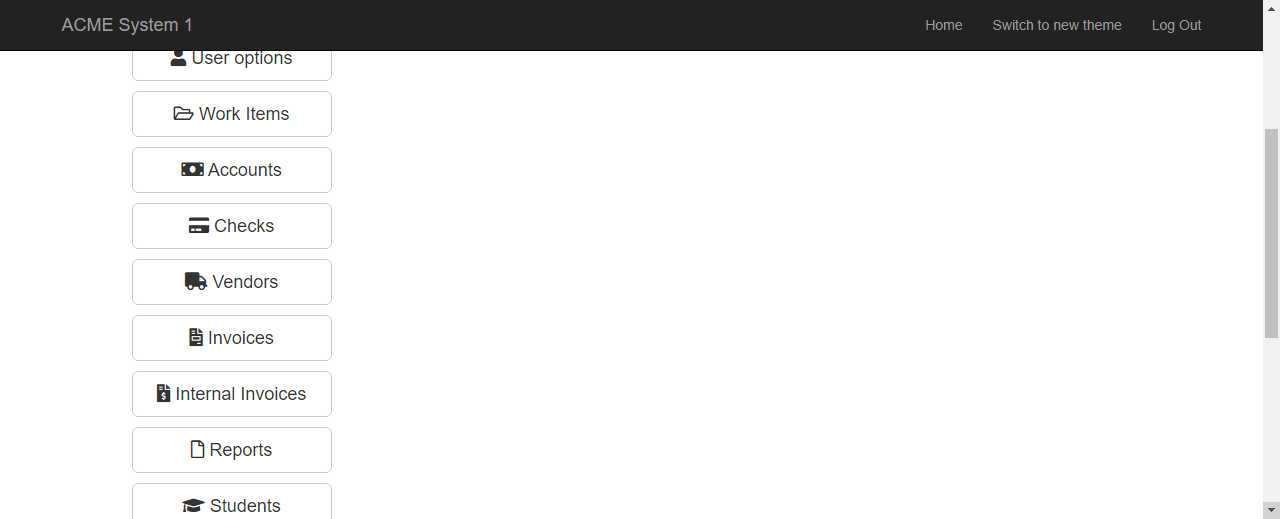 ACME System 1 Home Switch to new theme Log Out
User options
Work Items
Accounts
Checks
Vendors
Invoices
Internal Invoices
Reports
Students